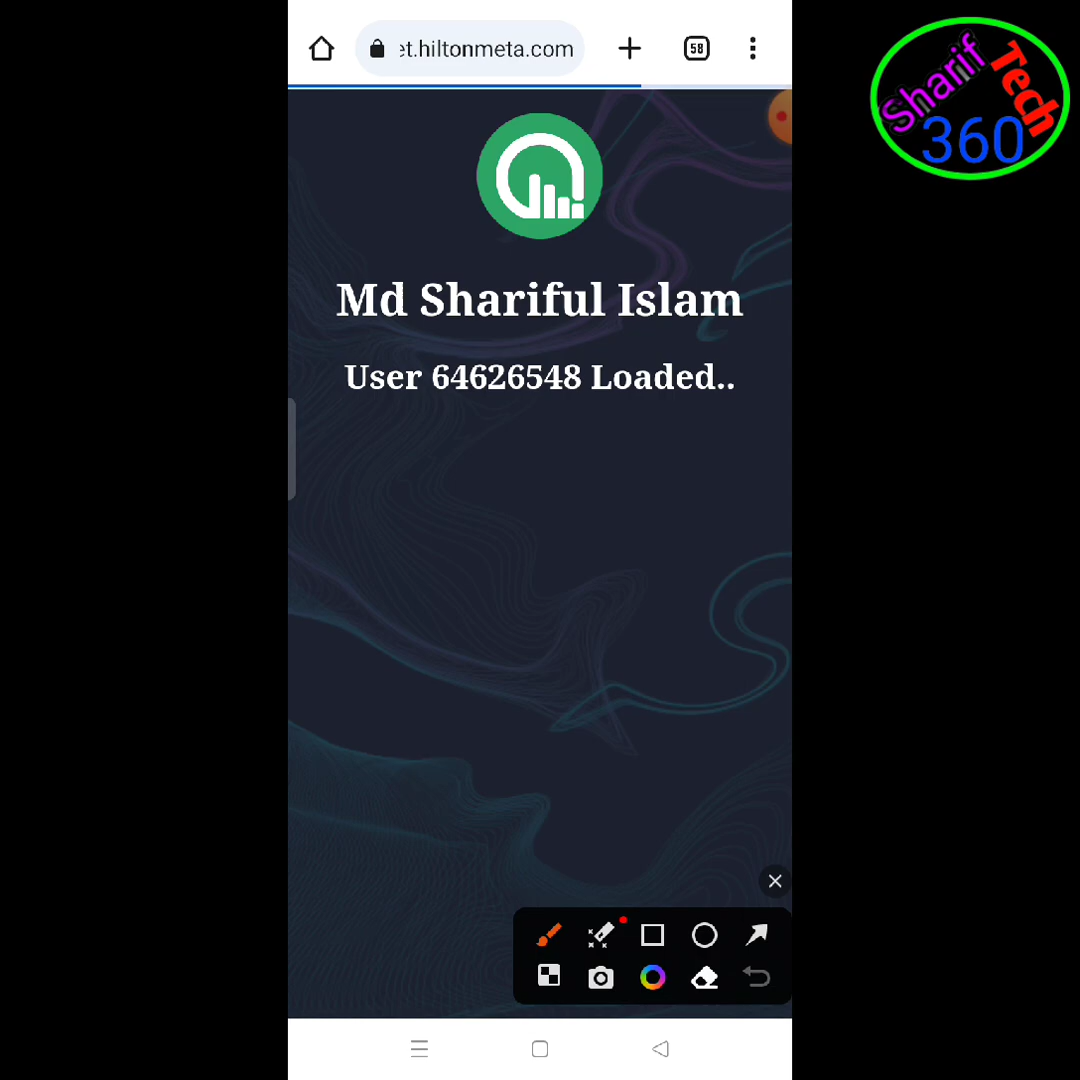 et.hiltonmeta.com
58
Sharif Tech
360
Md Shariful Islam
User 64626548 Loaded..